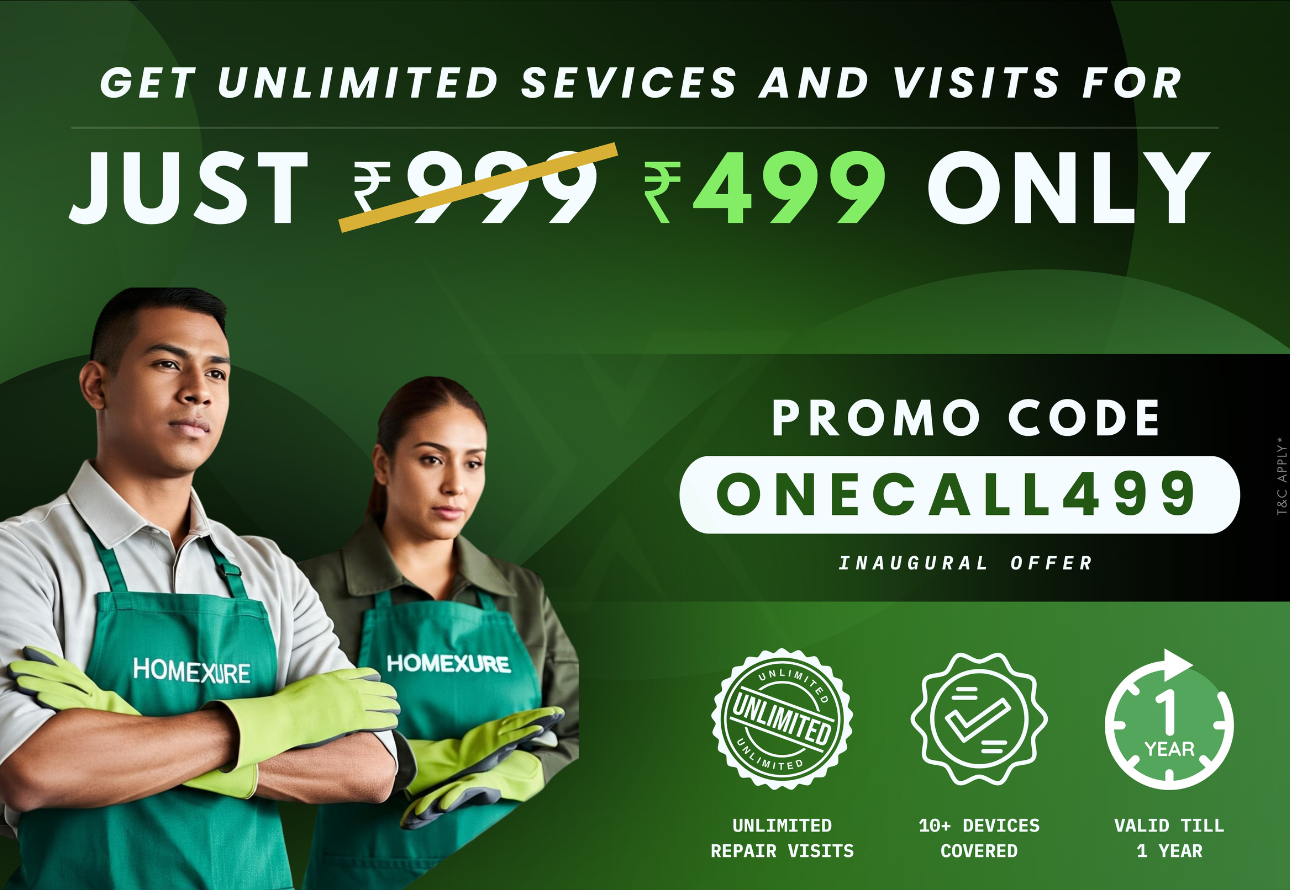 GET UNLIMITED SEVICES AND VISITS FOR
JUST ₹999 ₹499 ONLY
PROMO CODE
ONECALL499
INAUGURAL OFFER
T&C APPLY*
HOMEXURE
HOMEXURE
UNLIMITED
UNLIMITED
UNLIMITED
1
YEAR
UNLIMITED
REPAIR VISITS
10+ DEVICES
COVERED
VALID TILL
1 YEAR